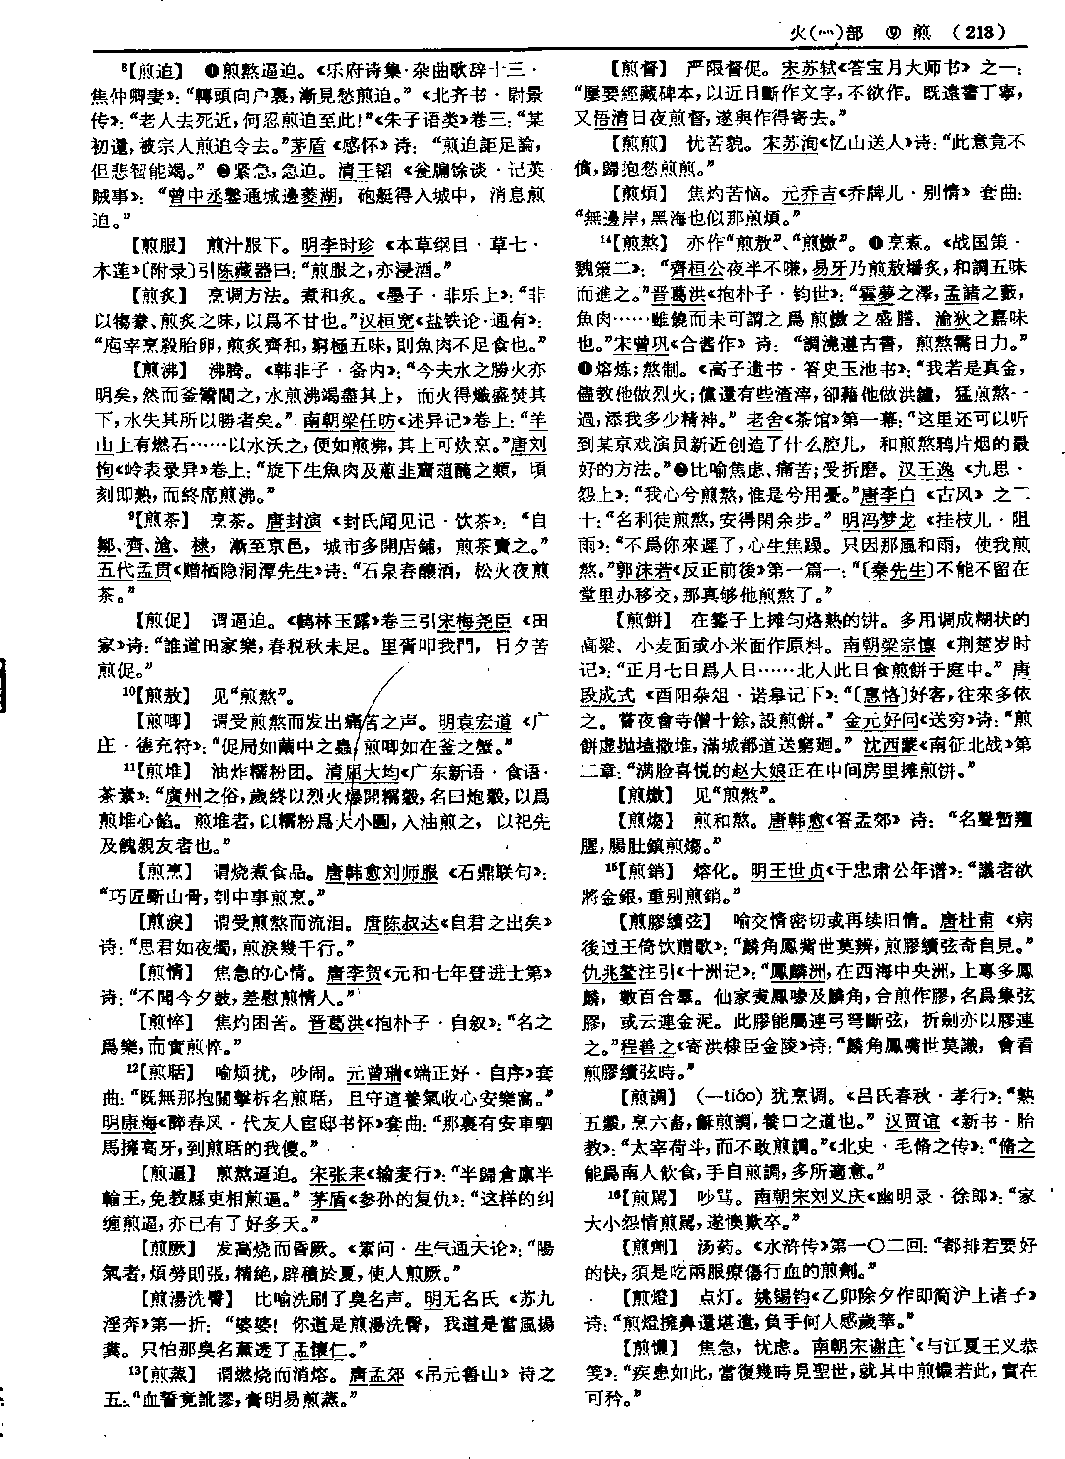 火(灬)部 ⑨ 煎 (213)
⁸【煎迫】 ❶煎熬逼迫。《乐府诗集·杂曲歌辞十三·
焦仲卿妻》：“轉頭向户裏，漸見愁煎迫。”《北齐书·尉景
传》：“老人去死近，何忍煎迫至此！”《朱子语类》卷三：“某
初還，被宗人煎迫令去。”茅盾《感怀》诗：“煎迫詎足論，
但悲智能竭。”❷紧急，急迫。清王韬《瓮牖馀谈·记英
贼事》：“曾中丞鑿通城邊菱湖，砲艇得入城中，消息煎
迫。”
【煎服】 煎汁服下。明李时珍《本草纲目·草七·
木莲》〔附录〕引陈藏器曰：“煎服之，亦浸酒。”
【煎炙】 烹调方法。煮和炙。《墨子·非乐上》：“非
以犓豢、煎炙之味，以爲不甘也。”汉桓宽《盐铁论·通有》：
“庖宰烹殺胎卵，煎炙齊和，窮極五味，則魚肉不足食也。”
【煎沸】 沸腾。《韩非子·备内》：“今夫水之勝火亦
明矣，然而釜鬵間之，水煎沸竭盡其上，而火得熾盛焚其
下，水失其所以勝者矣。”南朝梁任昉《述异记》卷上：“羊
山上有燃石……以水沃之，便如煎沸，其上可炊烹。”唐刘
恂《岭表录异》卷上：“旋下生魚肉及葱韭齏菹醃之類，頃
刻即熟，而終席煎沸。”
⁹【煎茶】 烹茶。唐封演《封氏闻见记·饮茶》：“自
鄒、齊、滄、棣，漸至京邑，城市多開店鋪，煎茶賣之。”
五代孟贯《赠栖隐洞潭先生》诗：“石泉春釀酒，松火夜煎
茶。”
【煎促】 谓逼迫。《鹤林玉露》卷三引宋梅尧臣《田
家》诗：“誰道田家樂，春税秋未足。里胥叩我門，日夕苦
煎促。”
¹⁰【煎敖】 见“煎熬”。
【煎唧】 谓受煎熬而发出痛苦之声。明袁宏道《广
庄·德充符》：“促局如繭中之蟲，煎唧如在釜之蟹。”
¹¹【煎堆】 油炸糯粉团。清屈大均《广东新语·食语·
茶素》：“廣州之俗，歲終以烈火爆開糯穀，名曰炮穀，以爲
煎堆心餡。煎堆者，以糯粉爲大小圓，入油煎之，以祀先
及餽親友者也。”
【煎烹】 谓烧煮食品。唐韩愈刘师服《石鼎联句》：
“巧匠斲山骨，刳中事煎烹。”
【煎淚】 谓受煎熬而流泪。唐陈叔达《自君之出矣》
诗：“思君如夜燭，煎淚幾千行。”
【煎情】 焦急的心情。唐李贺《元和七年登进士第》
诗：“不聞今夕鼓，差慰煎情人。”
【煎悴】 焦灼困苦。晋葛洪《抱朴子·自叙》：“名之
爲樂，而實煎悴。”
¹²【煎聒】 喻烦扰，吵闹。元曾瑞《端正好·自序》套
曲：“既無那抱關擊柝名煎聒，且守這養氣收心安樂窩。”
明康海《醉春风·代友人宦邸书怀》套曲：“那裏有安車駟
馬擁高牙，到煎聒的我傻。”
【煎逼】 煎熬逼迫。宋张耒《输麦行》：“半歸倉廪半
輸王，免教縣吏相煎逼。”茅盾《参孙的复仇》：“这样的纠
缠煎逼，亦已有了好多天。”
【煎厥】 发高烧而昏厥。《素问·生气通天论》：“陽
氣者，煩勞則張，精絶，辟積於夏，使人煎厥。”
【煎湯洗臀】 比喻洗刷了臭名声。明无名氏《苏九
淫奔》第一折：“婆婆！你道是煎湯洗臀，我道是當風揚
糞。只怕那臭名薰透了孟懷仁。”
¹³【煎蒸】 谓燃烧而消熔。唐孟郊《吊元鲁山》诗之
五：“血誓竟訛謬，膏明易煎蒸。”
【煎督】 严限督促。宋苏轼《答宝月大师书》之一：
“屢要經藏碑本，以近日斷作文字，不欲作。既遠書丁寧，
又悟清日夜煎督，遂與作得寄去。”
【煎煎】 忧苦貌。宋苏洵《忆山送人》诗：“此意竟不
償，歸抱愁煎煎。”
【煎煩】 焦灼苦恼。元乔吉《乔牌儿·别情》套曲：
“無邊岸，黑海也似那煎煩。”
¹⁴【煎熬】 亦作“煎敖”、“煎爊”。❶烹煮。《战国策·
魏策二》：“齊桓公夜半不嗛，易牙乃煎敖燔炙，和調五味
而進之。”晋葛洪《抱朴子·钧世》：“雲夢之澤，孟諸之藪，
魚肉……雖饒而未可謂之爲煎爊之盛膳、渝狄之嘉味
也。”宋曾巩《合酱作》诗：“調澆遵古書，煎熬需日力。”
❷熔炼；熬制。《高子遗书·答史玉池书》：“我若是真金，
儘教他做烈火；儻還有些渣滓，卻藉他做洪鑪，猛煎熬一
過，添我多少精神。”老舍《茶馆》第一幕：“这里还可以听
到某京戏演员新近创造了什么腔儿，和煎熬鸦片烟的最
好的方法。”❸比喻焦虑、痛苦；受折磨。汉王逸《九思·
怨上》：“我心兮煎熬，惟是兮用憂。”唐李白《古风》之二
十：“名利徒煎熬，安得閑余步。”明冯梦龙《挂枝儿·阻
雨》：“不爲你來遲了，心生焦躁。只因那風和雨，使我煎
熬。”郭沫若《反正前後》第一篇一：“〔秦先生〕不能不留在
堂里办移交，那真够他煎熬了。”
【煎餅】 在鏊子上摊匀烙熟的饼。多用调成糊状的
高粱、小麦面或小米面作原料。南朝梁宗懔《荆楚岁时
记》：“正月七日爲人日……北人此日食煎餅于庭中。”唐
段成式《酉阳杂俎·诺皋记下》：“〔惠恪〕好客，往來多依
之。嘗夜會寺僧十餘，設煎餅。”金元好问《送穷》诗：“煎
餅虚抛𡏖撒堆，滿城都道送窮迴。”沈西蒙《南征北战》第
二章：“满脸喜悦的赵大娘正在中间房里摊煎饼。”
【煎爊】 见“煎熬”。
【煎熓】 煎和熬。唐韩愈《答孟郊》诗：“名聲暫羶
腥，腸肚鎮煎熓。”
¹⁵【煎銷】 熔化。明王世贞《于忠肃公年谱》：“議者欲
將金銀，重别煎銷。”
【煎膠續弦】 喻交情密切或再续旧情。唐杜甫《病
後过王倚饮赠歌》：“麟角鳳觜世莫辨，煎膠續弦奇自見。”
仇兆鳌注引《十洲记》：“鳳麟洲，在西海中央洲，上專多鳳
麟，數百合羣。仙家煑鳳喙及麟角，合煎作膠，名爲集弦
膠，或云連金泥。此膠能屬連弓弩斷弦，折劍亦以膠連
之。”程善之《寄洪棣臣金陵》诗：“麟角鳳嘴世莫識，會看
煎膠續弦時。”
【煎調】 (—tiáo)犹烹调。《吕氏春秋·孝行》：“熟
五穀，烹六畜，龢煎調，養口之道也。”汉贾谊《新书·胎
教》：“太宰荷斗，而不敢煎調。”《北史·毛脩之传》：“脩之
能爲南人飲食，手自煎調，多所適意。”
¹⁶【煎罵】 吵骂。南朝宋刘义庆《幽明录·徐郎》：“家
大小怨情煎罵，遂懊歎卒。”
【煎劑】 汤药。《水浒传》第一〇二回：“都排若要好
的快，須是吃兩服療傷行血的煎劑。”
【煎燈】 点灯。姚锡钧《乙卯除夕作即简沪上诸子》
诗：“煎燈擁鼻還堪遣，負手何人感歲華。”
【煎懷】 焦急，忧虑。南朝宋谢庄《与江夏王义恭
笺》：“疾患如此，當復幾時見聖世，就其中煎懷若此，實在
可矜。”